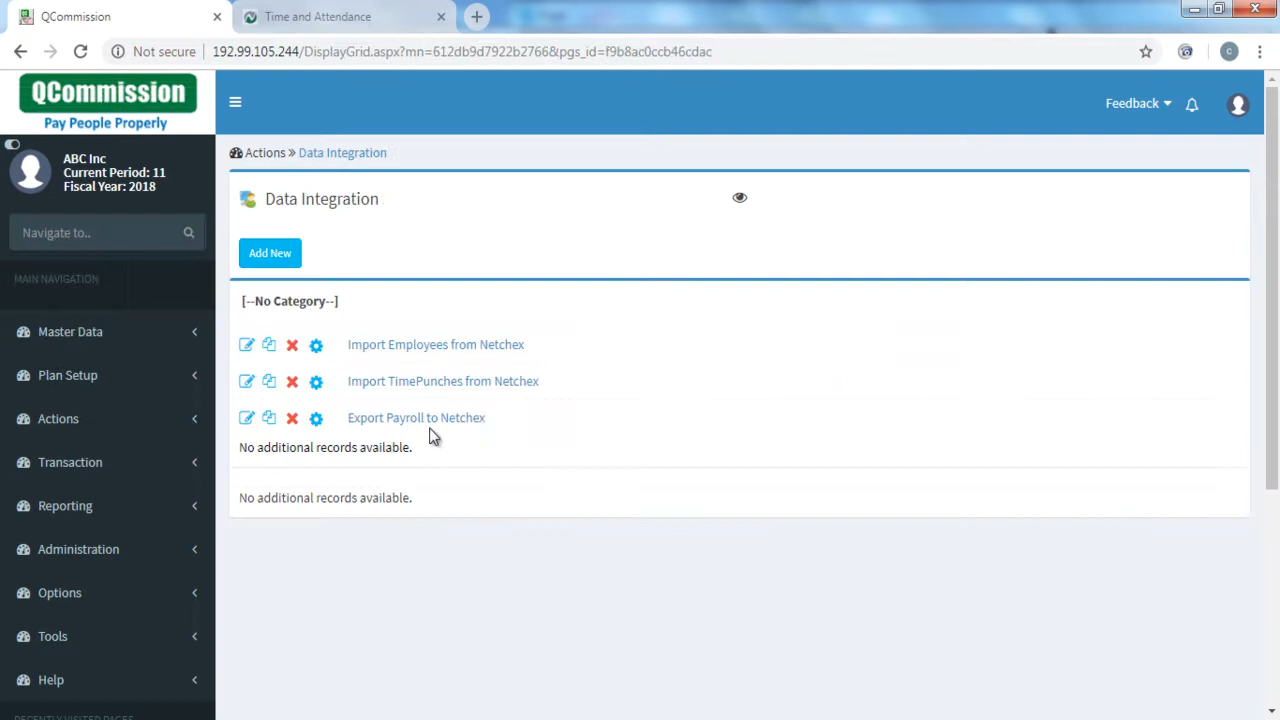 QCommission
Time and Attendance
Not secure
192.99.105.244/DisplayGrid.aspx?mn=612db9d7922b2766&pgs_id=f9b8ac0ccb46cdac
C
QCommission
Pay People Properly
Feedback
ABC Inc
Current Period: 11
Fiscal Year: 2018
Navigate to..
MAIN NAVIGATION
Master Data
Plan Setup
Actions
Transaction
Reporting
Administration
Options
Tools
Help
RECENTLY VISITED PAGES
Actions » Data Integration
Data Integration
Add New
[--No Category--]
Import Employees from Netchex
Import TimePunches from Netchex
Export Payroll to Netchex
No additional records available.
No additional records available.